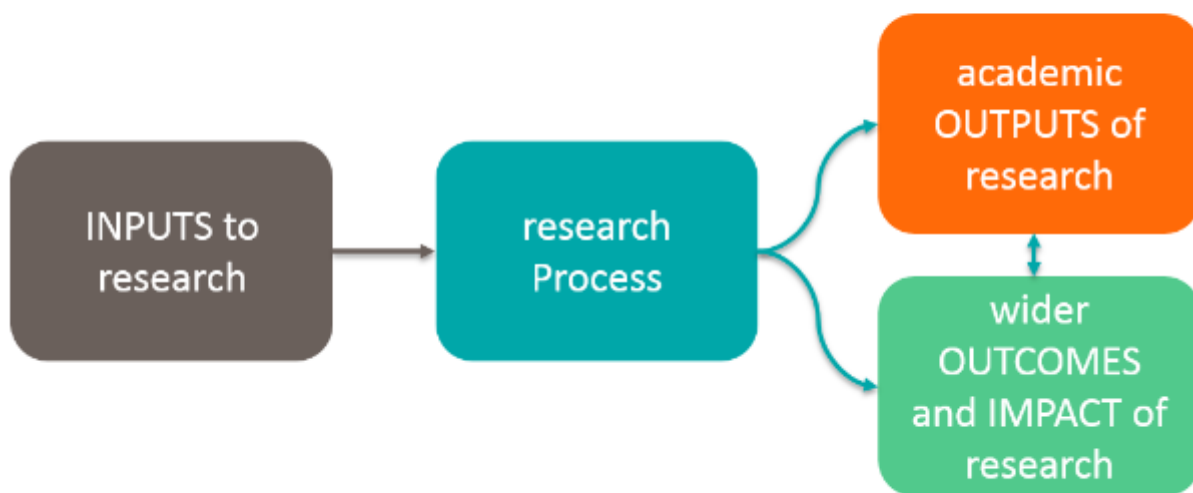 INPUTS to
research
research
Process
academic
OUTPUTS of
research
wider
OUTCOMES
and IMPACT of
research